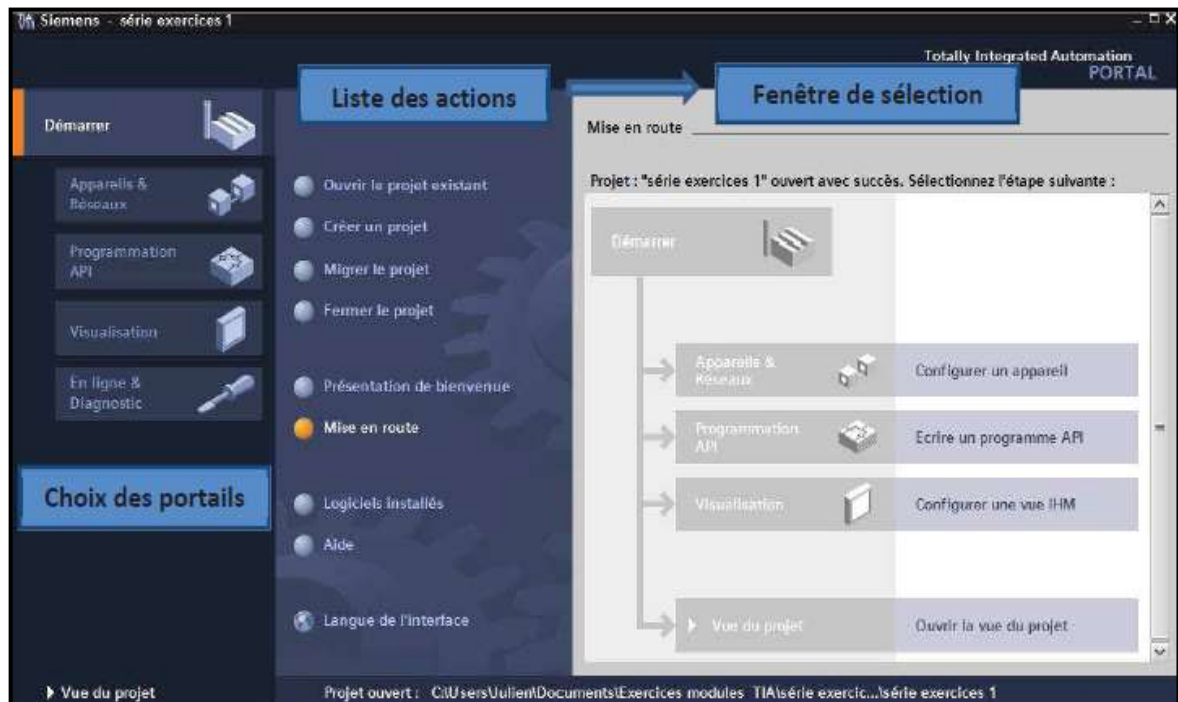 Siemens - série exercices 1
Totally Integrated Automation
PORTAL
Liste des actions
Fenêtre de sélection
Démarrer
Appareils &
Réseaux
Programmation
API
Visualisation
En ligne &
Diagnostic
Choix des portails
Vue du projet
Ouvrir le projet existant
Créer un projet
Migrer le projet
Fermer le projet
Présentation de bienvenue
Mise en route
Logiciels installés
Aide
Langue de l'interface
Mise en route
Projet : "série exercices 1" ouvert avec succès. Sélectionnez l'étape suivante :
Démarrer
Appareils &
Réseaux
Configurer un appareil
Programmation
API
Ecrire un programme API
Visualisation
Configurer une vue IHM
Vue du projet
Ouvrir la vue du projet
Projet ouvert : C:\Users\Julien\Documents\Exercices modules TIA\série exercic...\série exercices 1